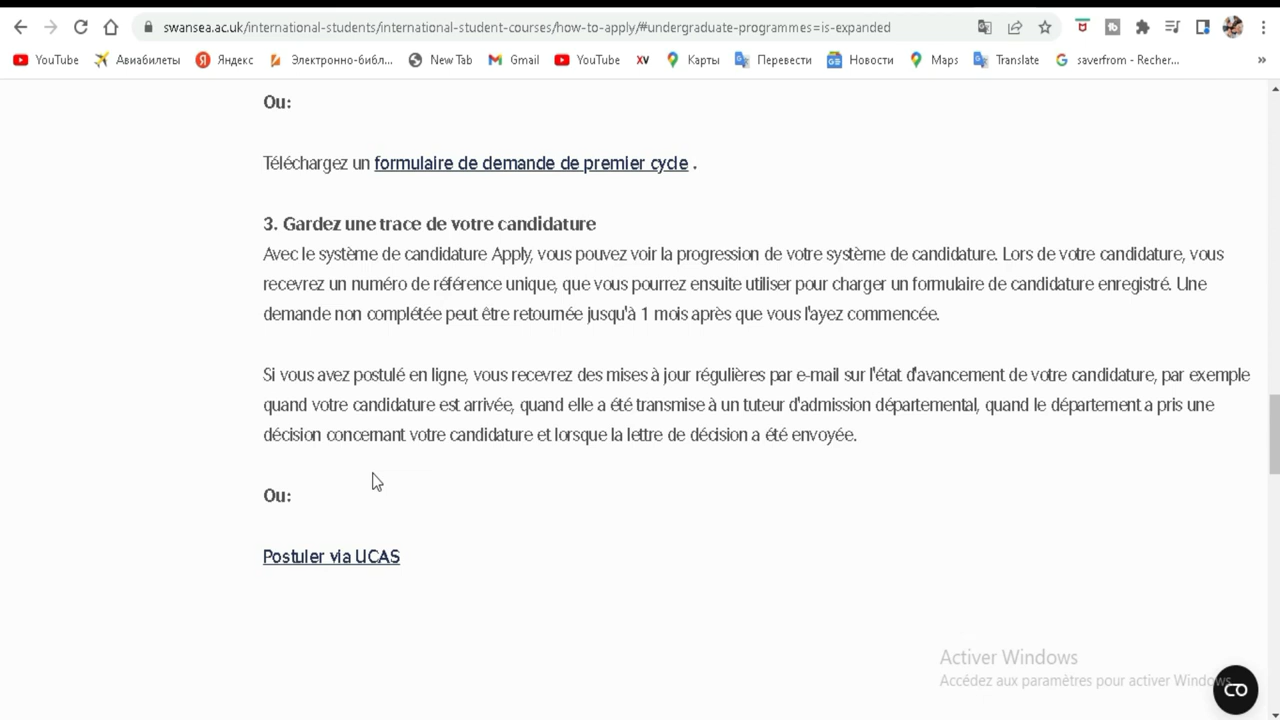 swansea.ac.uk/international-students/international-student-courses/how-to-apply/#undergraduate-programmes=is-expanded
YouTube Авиабилеты Яндекс Электронно-библ... New Tab Gmail YouTube XV Карты Перевести Новости Maps Translate saverfrom - Recher... »
Ou:
Téléchargez un formulaire de demande de premier cycle .
3. Gardez une trace de votre candidature
Avec le système de candidature Apply, vous pouvez voir la progression de votre système de candidature. Lors de votre candidature, vous
recevrez un numéro de référence unique, que vous pourrez ensuite utiliser pour charger un formulaire de candidature enregistré. Une
demande non complétée peut être retournée jusqu'à 1 mois après que vous l'ayez commencée.
Si vous avez postulé en ligne, vous recevrez des mises à jour régulières par e-mail sur l'état d'avancement de votre candidature, par exemple
quand votre candidature est arrivée, quand elle a été transmise à un tuteur d'admission départemental, quand le département a pris une
décision concernant votre candidature et lorsque la lettre de décision a été envoyée.
Ou:
Postuler via UCAS
Activer Windows
Accédez aux paramètres pour activer Windows.